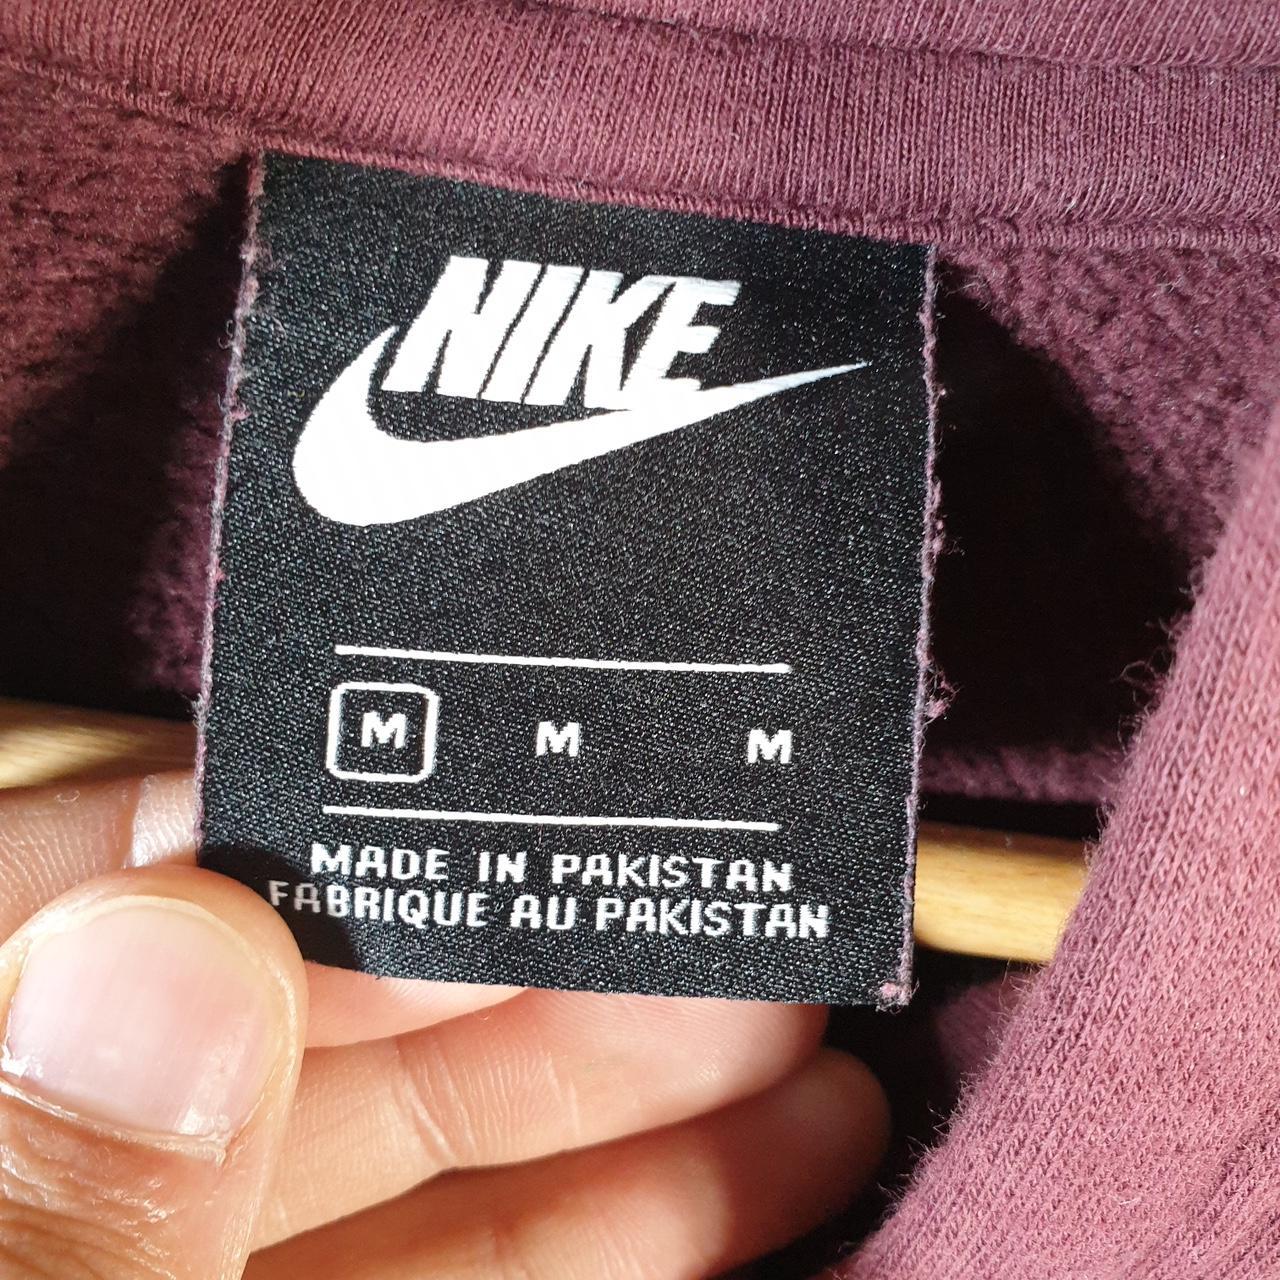 NIKE
M M M
MADE IN PAKISTAN
FABRIQUE AU PAKISTAN